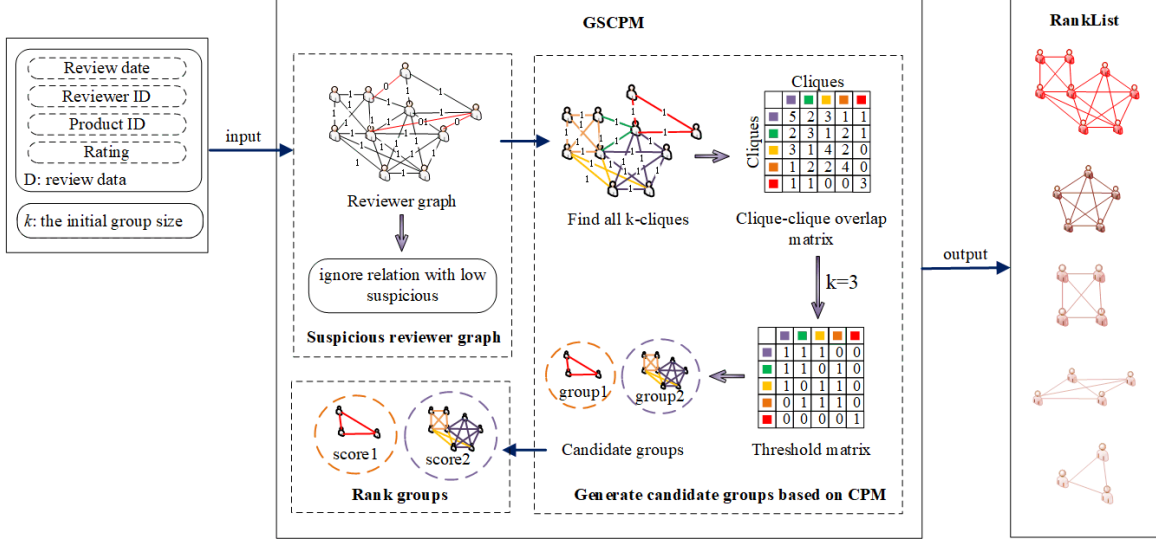 GSCPM
RankList
Review date
Reviewer ID
Product ID
Rating
D: review data
k: the initial group size
input
Reviewer graph
ignore relation with low
suspicious
Suspicious reviewer graph
Find all k-cliques
Cliques
Cliques
5 2 3 1 1
2 3 1 2 1
3 1 4 2 0
1 2 2 4 0
1 1 0 0 3
Clique-clique overlap
matrix
k=3
1 1 1 0 0
1 1 0 1 0
1 0 1 1 0
0 1 1 1 0
0 0 0 0 1
Threshold matrix
group1
group2
Candidate groups
Generate candidate groups based on CPM
score1
score2
Rank groups
output